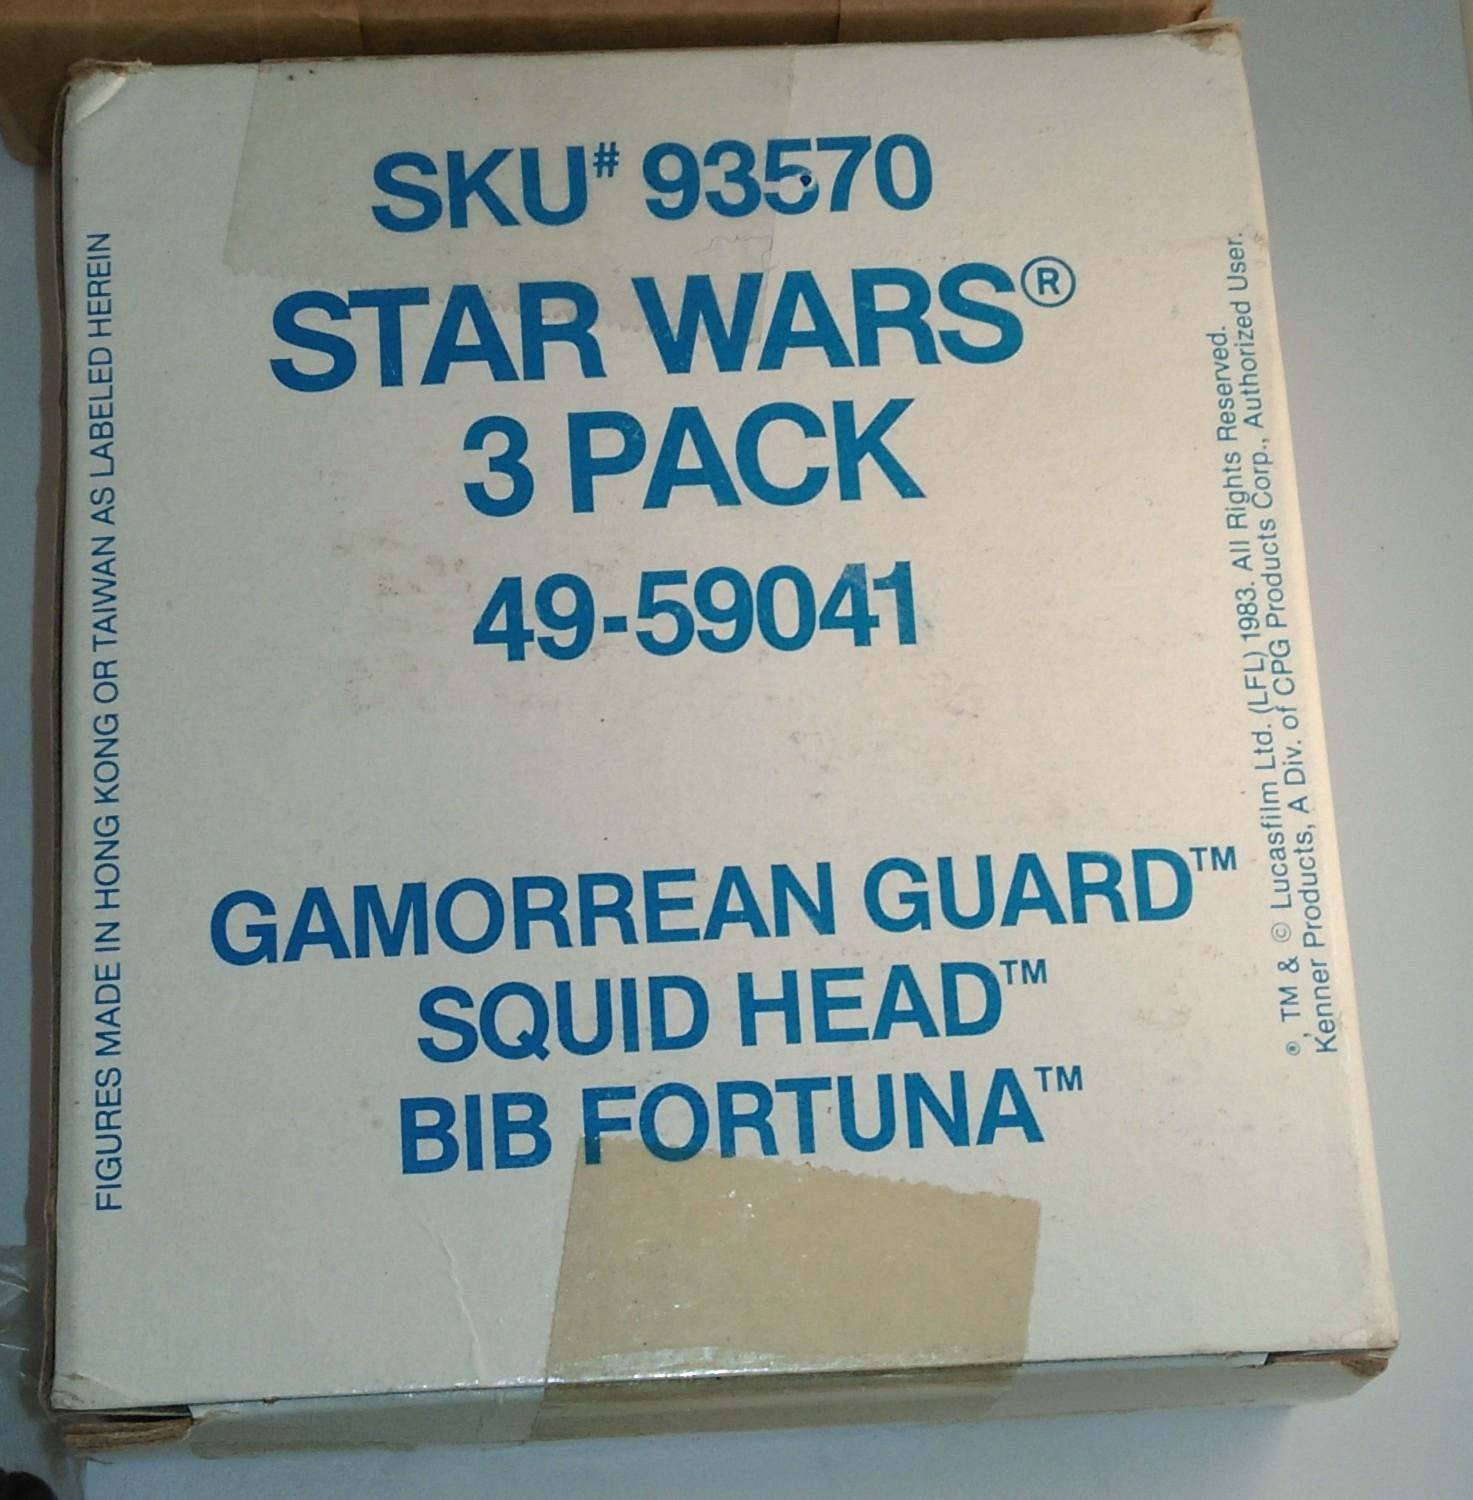 SKU# 93570
STAR WARS®
3 PACK
49-59041
GAMORREAN GUARD™
SQUID HEAD™
BIB FORTUNA™
FIGURES MADE IN HONG KONG OR TAIWAN AS LABELED HEREIN
®, TM & © Lucasfilm Ltd. (LFL) 1983. All Rights Reserved.
Kenner Products, A Div. of CPG Products Corp., Authorized User.